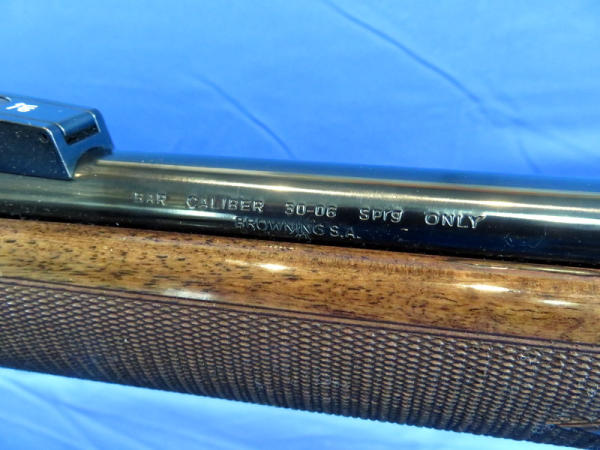 BAR CALIBER 30-06 Sprg ONLY
BROWNING S.A.